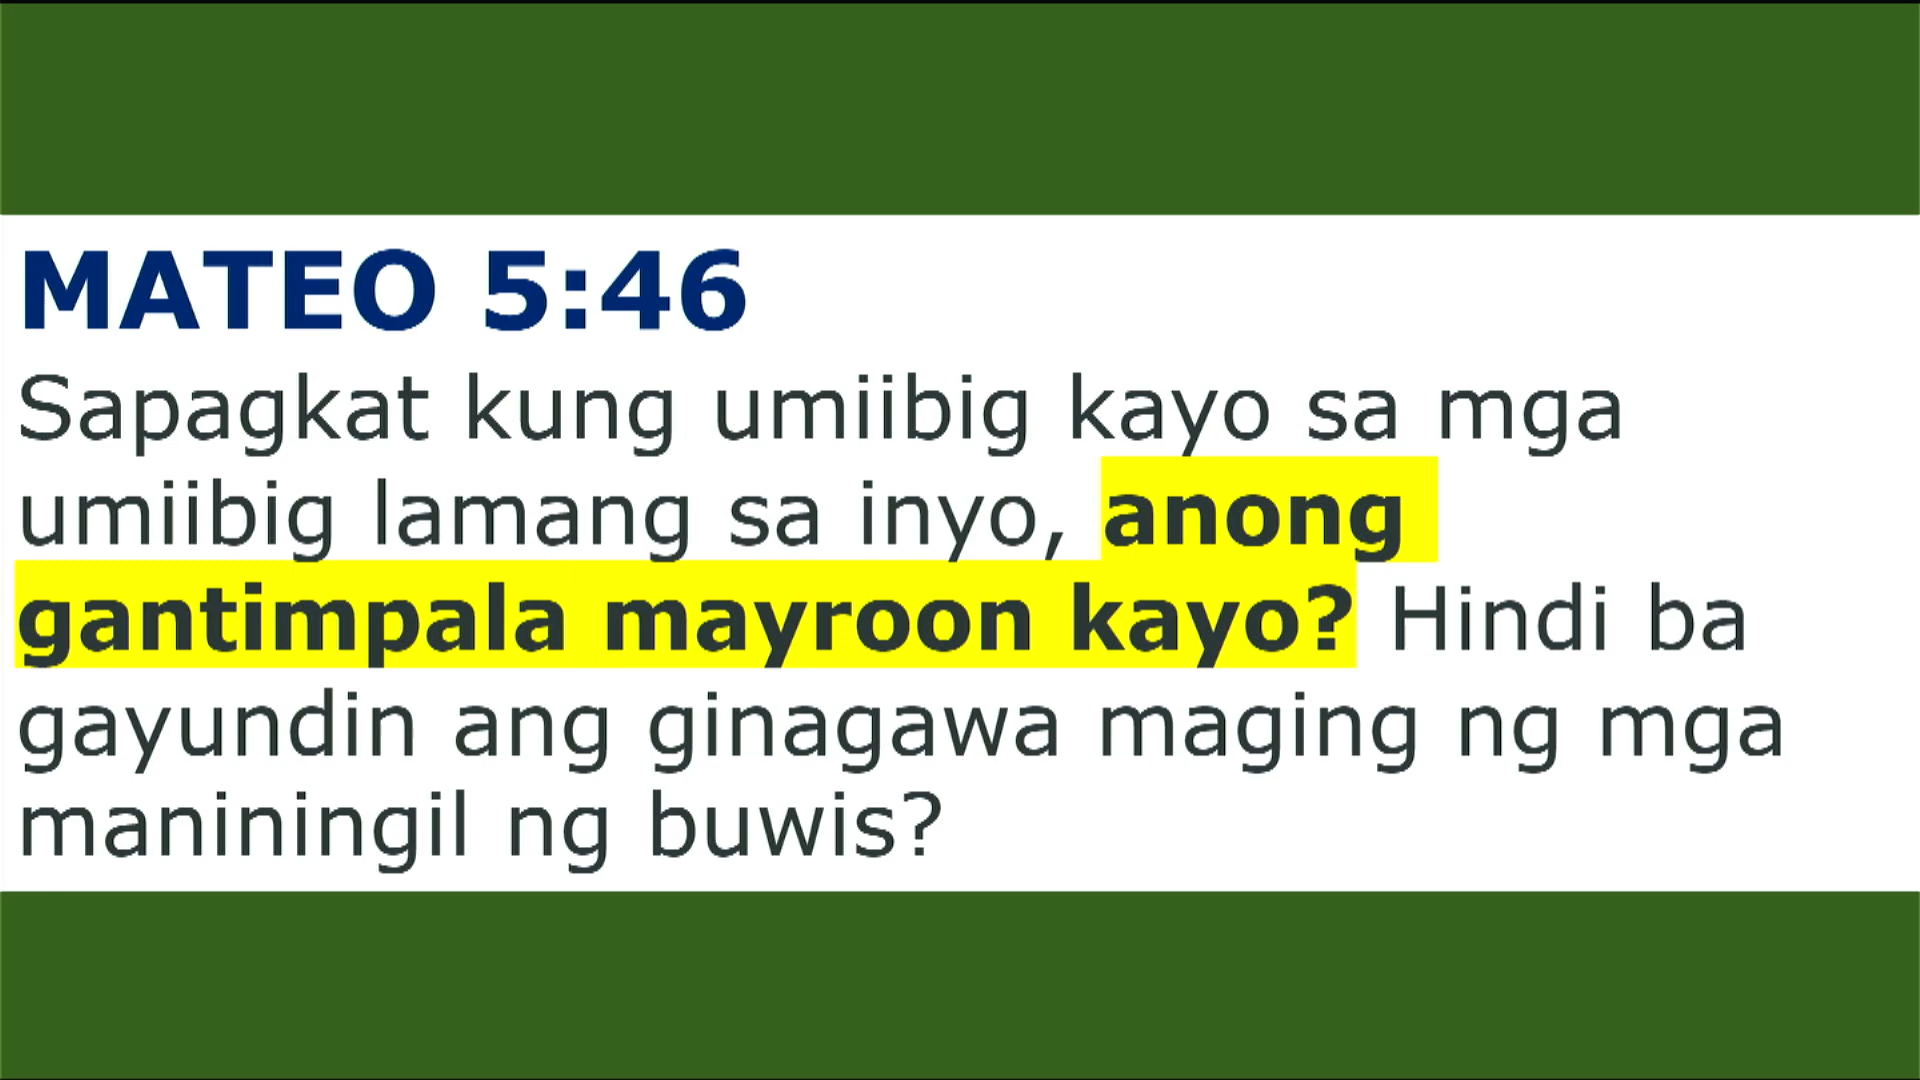 MATEO 5:46
Sapagkat kung umiibig kayo sa mga
umiibig lamang sa inyo, anong
gantimpala mayroon kayo? Hindi ba
gayundin ang ginagawa maging ng mga
maniningil ng buwis?